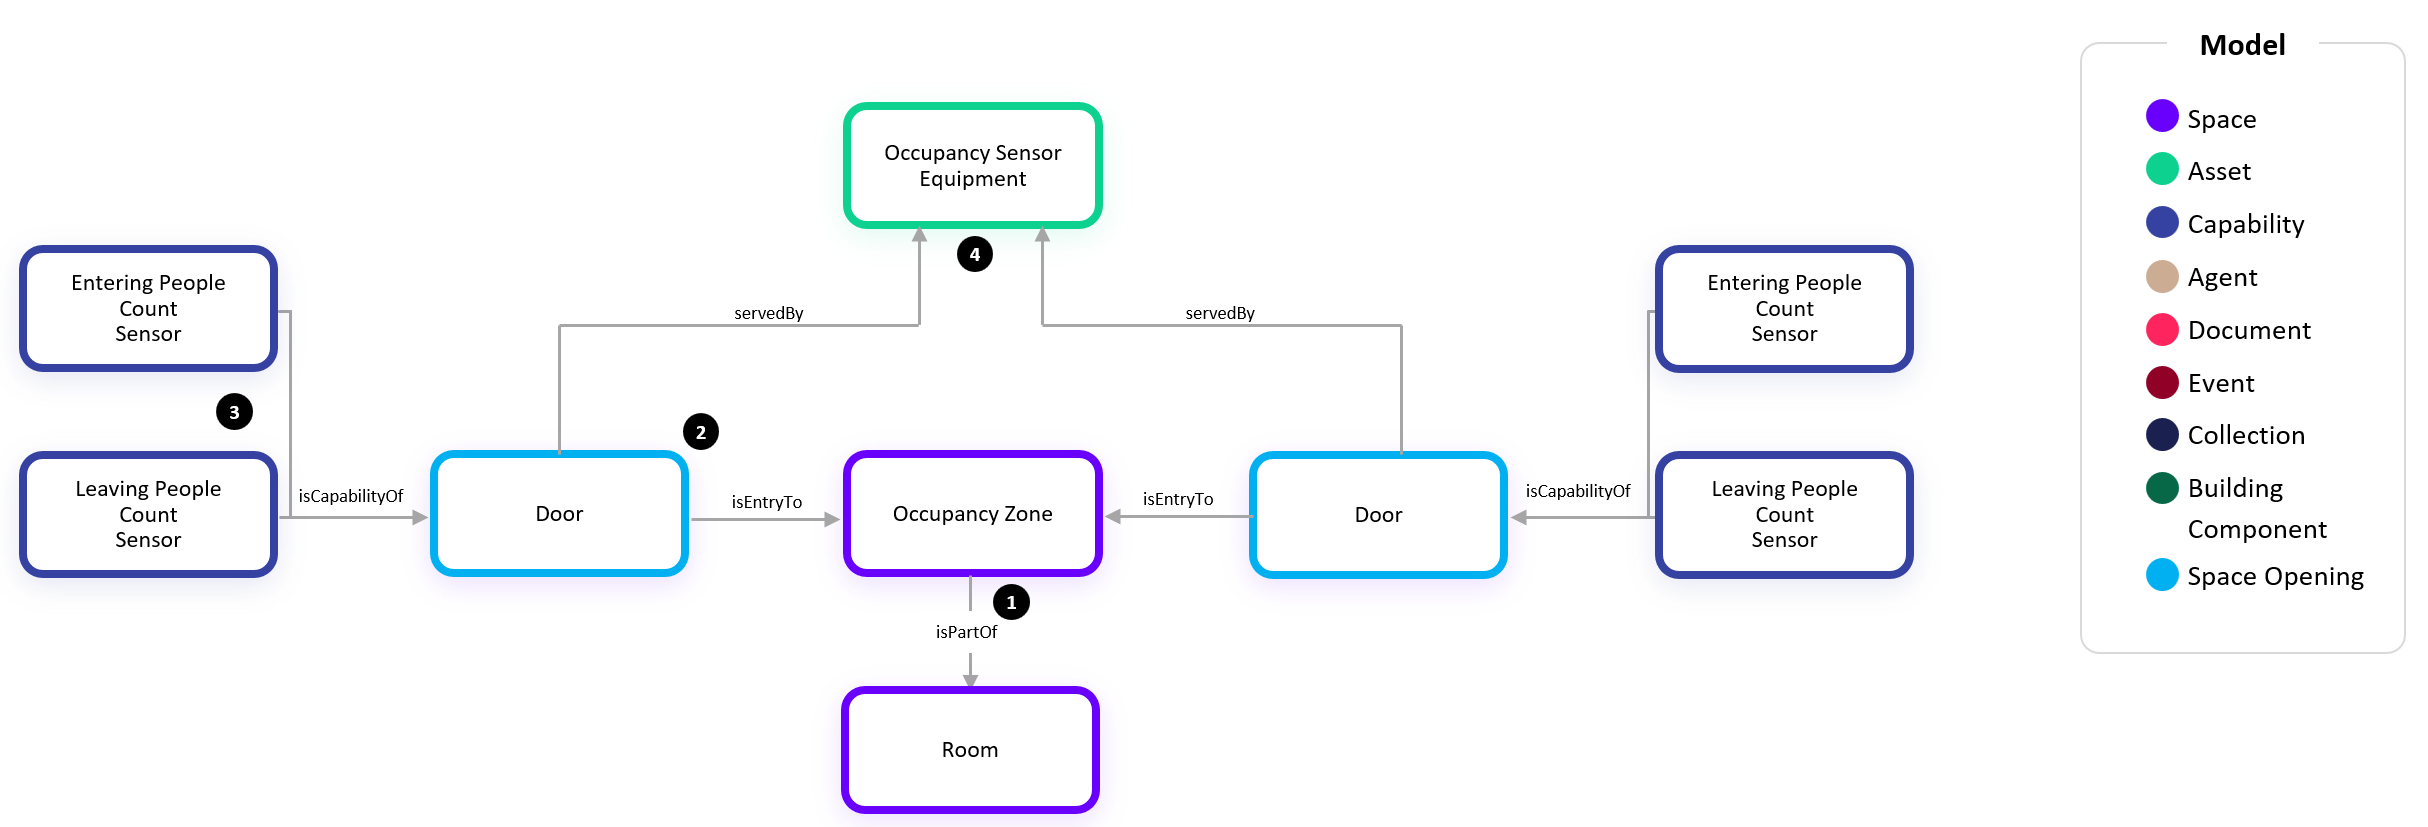 Model
Space
Asset
Capability
Agent
Document
Event
Collection
Building
Component
Space Opening
Occupancy Sensor
Equipment
4
servedBy
servedBy
Entering People
Count
Sensor
3
Leaving People
Count
Sensor
isCapabilityOf
Door
2
isEntryTo
Occupancy Zone
isEntryTo
Door
isCapabilityOf
Entering People
Count
Sensor
Leaving People
Count
Sensor
1
isPartOf
Room